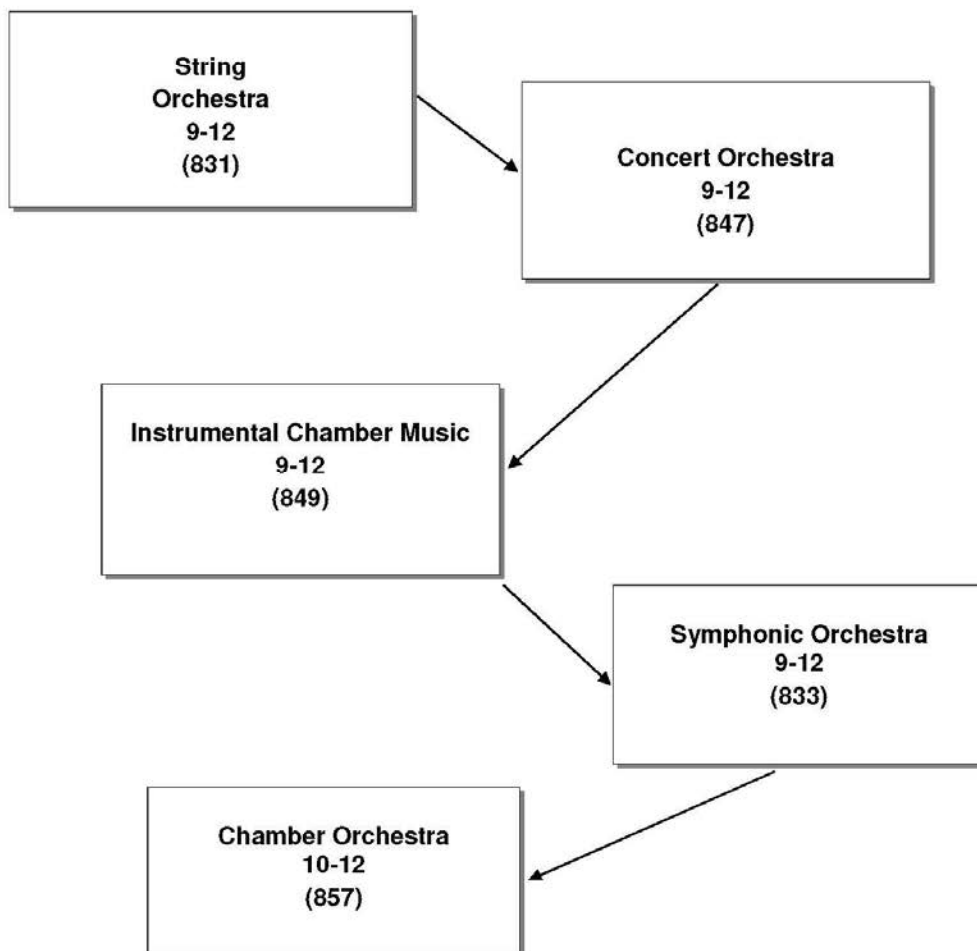 String
Orchestra
9-12
(831)
Concert Orchestra
9-12
(847)
Instrumental Chamber Music
9-12
(849)
Symphonic Orchestra
9-12
(833)
Chamber Orchestra
10-12
(857)